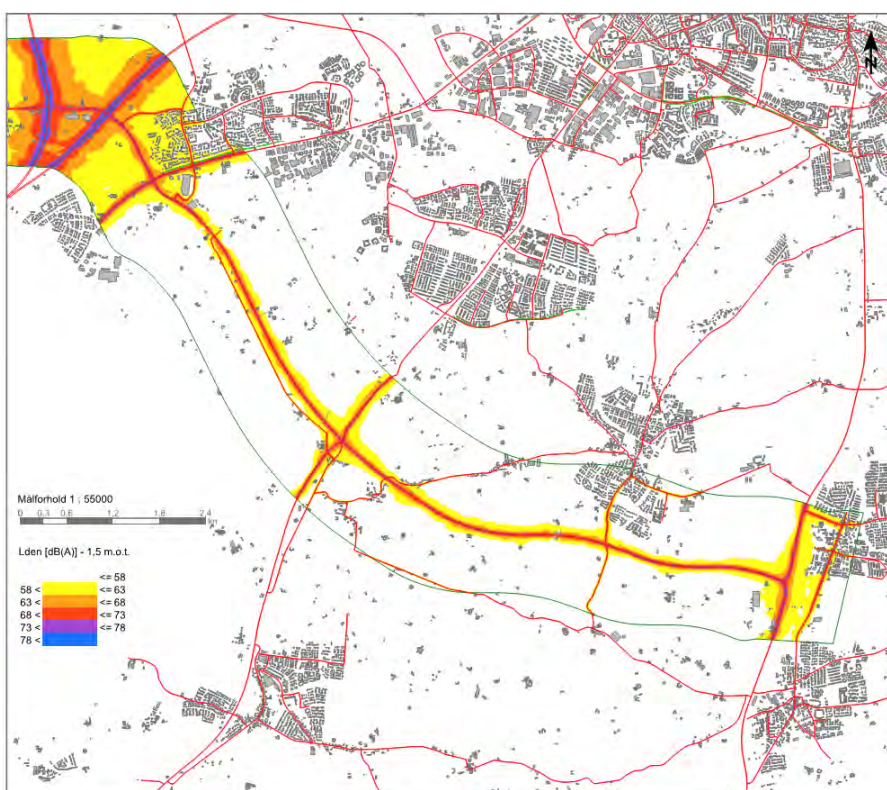 N
Målforhold 1 : 55000
0 0.3 0.6 1.2 1.8 2.4
km
Lden [dB(A)] - 1,5 m.o.t.
<= 58
58 < <= 63
63 < <= 68
68 < <= 73
73 < <= 78
78 <